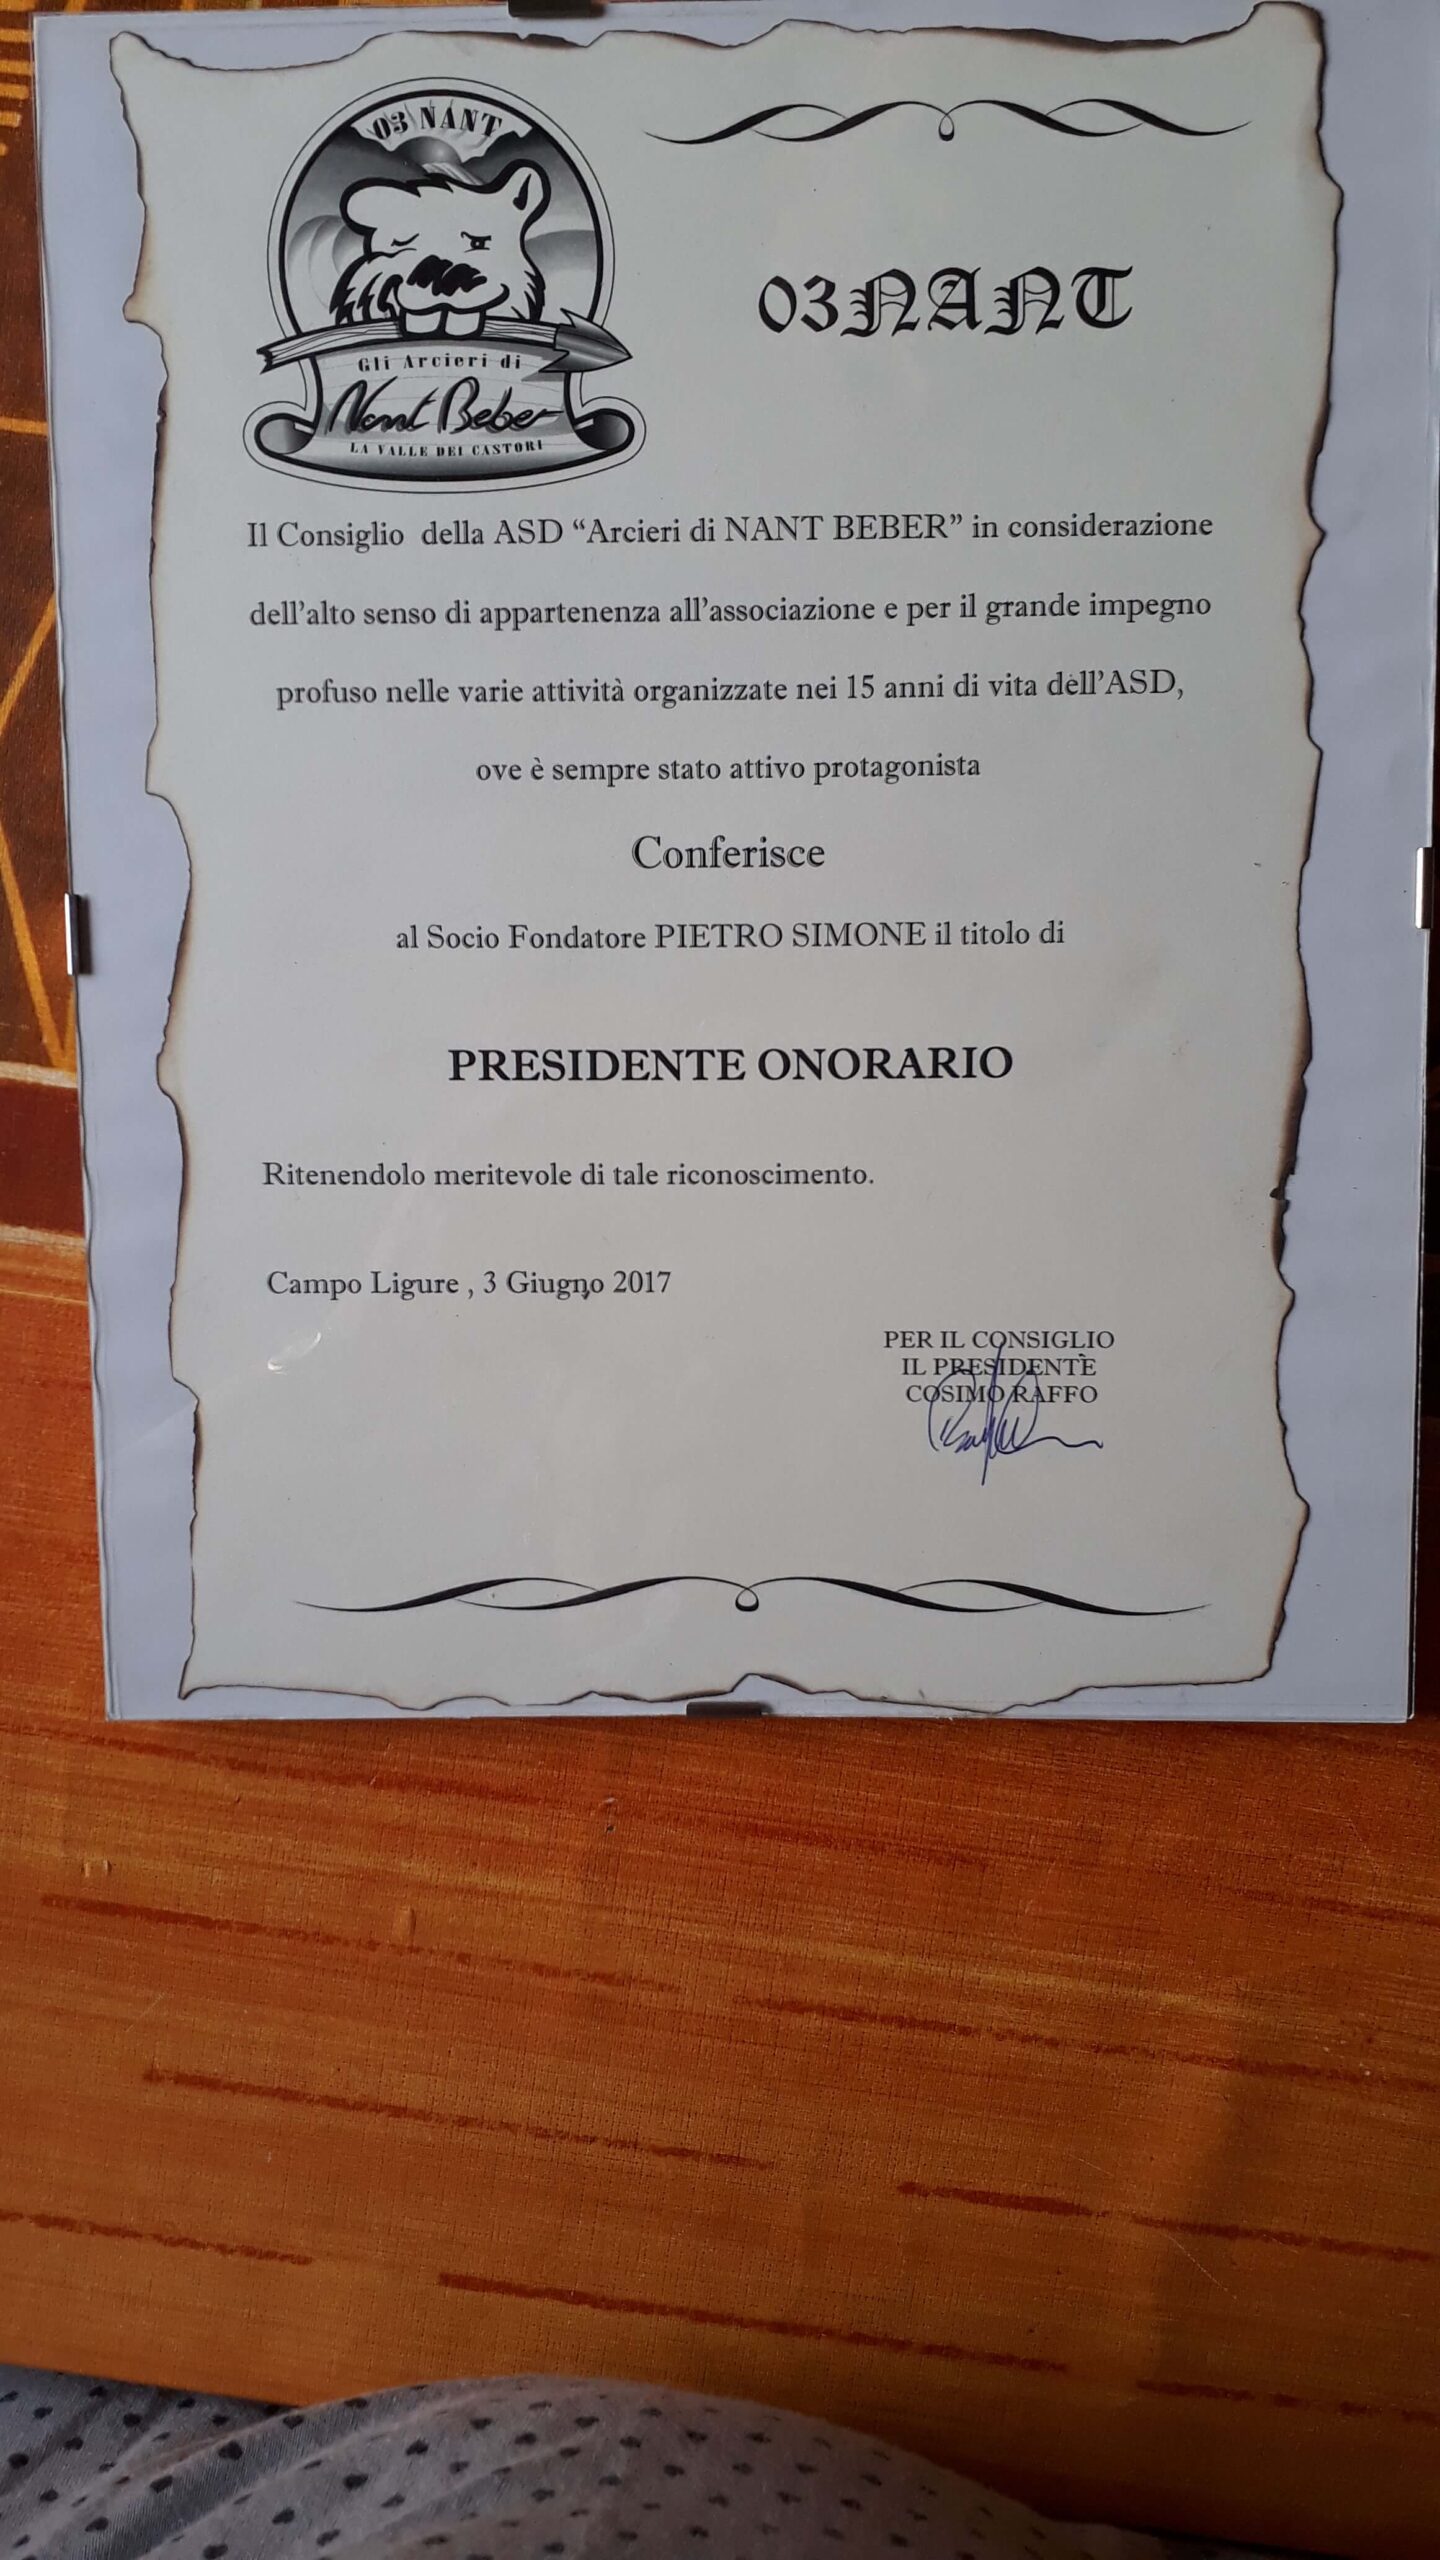 03 NANT
03NANT
Gli Arcieri di
Nant Beber
LA VALLE DEI CASTORI
Il Consiglio della ASD “Arcieri di NANT BEBER” in considerazione
dell’alto senso di appartenenza all’associazione e per il grande impegno
profuso nelle varie attività organizzate nei 15 anni di vita dell’ASD,
ove è sempre stato attivo protagonista
Conferisce
al Socio Fondatore PIETRO SIMONE il titolo di
PRESIDENTE ONORARIO
Ritenendolo meritevole di tale riconoscimento.
Campo Ligure , 3 Giugno 2017
PER IL CONSIGLIO
IL PRESIDENTE
COSIMO RAFFO